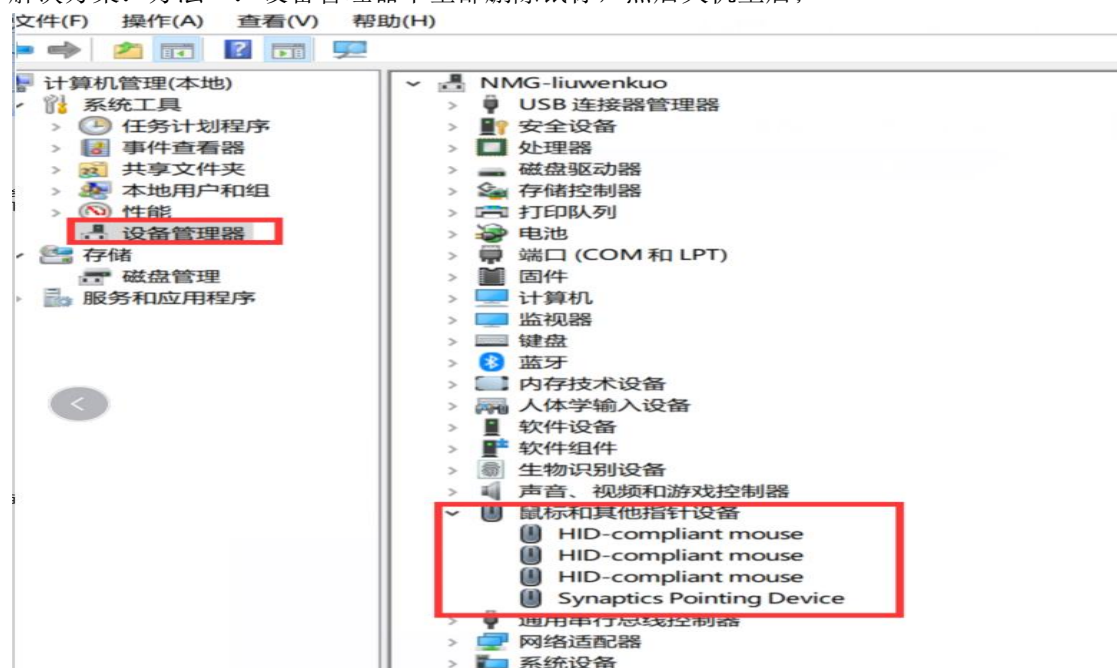 文件(F) 操作(A) 查看(V) 帮助(H)
计算机管理(本地)
系统工具
任务计划程序
事件查看器
共享文件夹
本地用户和组
性能
设备管理器
存储
磁盘管理
服务和应用程序
NMG-liuwenkuo
USB 连接器管理器
安全设备
处理器
磁盘驱动器
存储控制器
打印队列
电池
端口 (COM 和 LPT)
固件
计算机
监视器
键盘
蓝牙
内存技术设备
人体学输入设备
软件设备
软件组件
生物识别设备
声音、视频和游戏控制器
鼠标和其他指针设备
HID-compliant mouse
HID-compliant mouse
HID-compliant mouse
Synaptics Pointing Device
通用串行总线控制器
网络适配器
系统设备